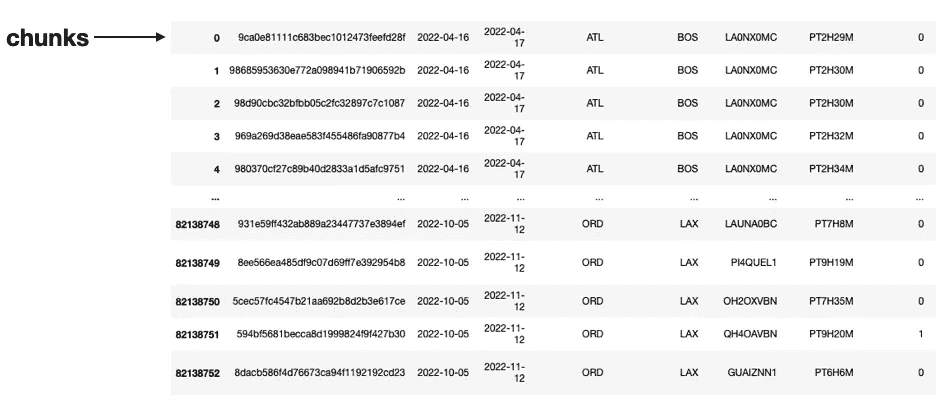 chunks 0 9ca0e81111c683bec1012473feefd28f 2022-04-16 2022-04-17 ATL BOS LA0NX0MC PT2H29M 0
1 98685953630e772a098941b71906592b 2022-04-16 2022-04-17 ATL BOS LA0NX0MC PT2H30M 0
2 98d90cbc32bfbb05c2fc32897c7c1087 2022-04-16 2022-04-17 ATL BOS LA0NX0MC PT2H30M 0
3 969a269d38eae583f455486fa90877b4 2022-04-16 2022-04-17 ATL BOS LA0NX0MC PT2H32M 0
4 980370cf27c89b40d2833a1d5afc9751 2022-04-16 2022-04-17 ATL BOS LA0NX0MC PT2H34M 0
... ... ... ... ... ... ... ... ...
82138748 931e59ff432ab889a23447737e3894ef 2022-10-05 2022-11-12 ORD LAX LAUNA0BC PT7H8M 0
82138749 8ee566ea485df9c07d69ff7e392954b8 2022-10-05 2022-11-12 ORD LAX PI4QUEL1 PT9H19M 0
82138750 5cec57fc4547b21aa692b8d2b3e617ce 2022-10-05 2022-11-12 ORD LAX OH2OXVBN PT7H35M 0
82138751 594bf5681becca8d1999824f9f427b30 2022-10-05 2022-11-12 ORD LAX QH4OAVBN PT9H20M 1
82138752 8dacb586f4d76673ca94f1192192cd23 2022-10-05 2022-11-12 ORD LAX GUAIZNN1 PT6H6M 0